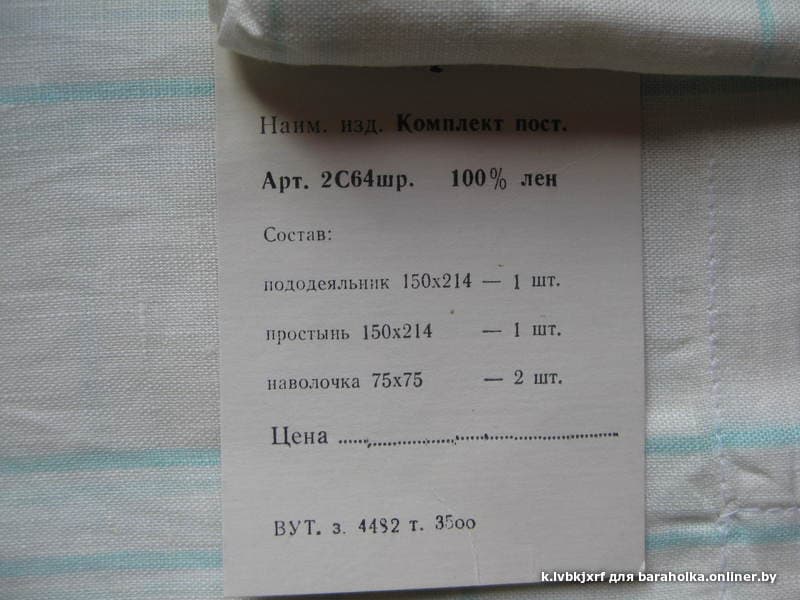 Наим. изд. Комплект пост.
Арт. 2С64шр. 100% лен
Состав:
пододеяльник 150х214 — 1 шт.
простынь 150х214 — 1 шт.
наволочка 75х75 — 2 шт.
Цена ........................................
ВУТ. з. 4482 т. 3500
k.lvbkjxrf для baraholka.onliner.by